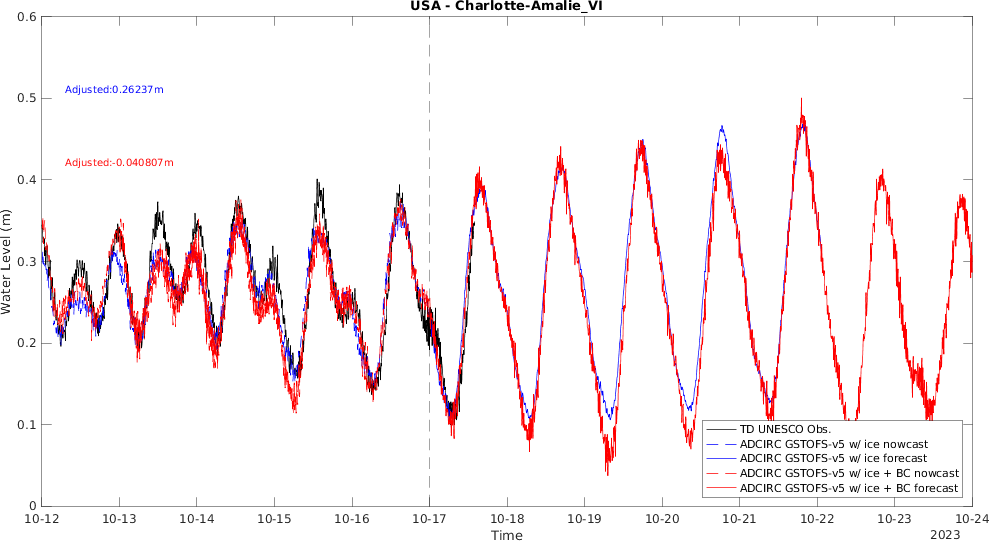 USA - Charlotte-Amalie_VI
0.6
0.5
0.4
0.3
0.2
0.1
0
Water Level (m)
Adjusted:0.26237m
Adjusted:-0.040807m
TD UNESCO Obs.
ADCIRC GSTOFS-v5 w/ ice nowcast
ADCIRC GSTOFS-v5 w/ ice forecast
ADCIRC GSTOFS-v5 w/ ice + BC nowcast
ADCIRC GSTOFS-v5 w/ ice + BC forecast
10-12 10-13 10-14 10-15 10-16 10-17 10-18 10-19 10-20 10-21 10-22 10-23 10-24
Time
2023